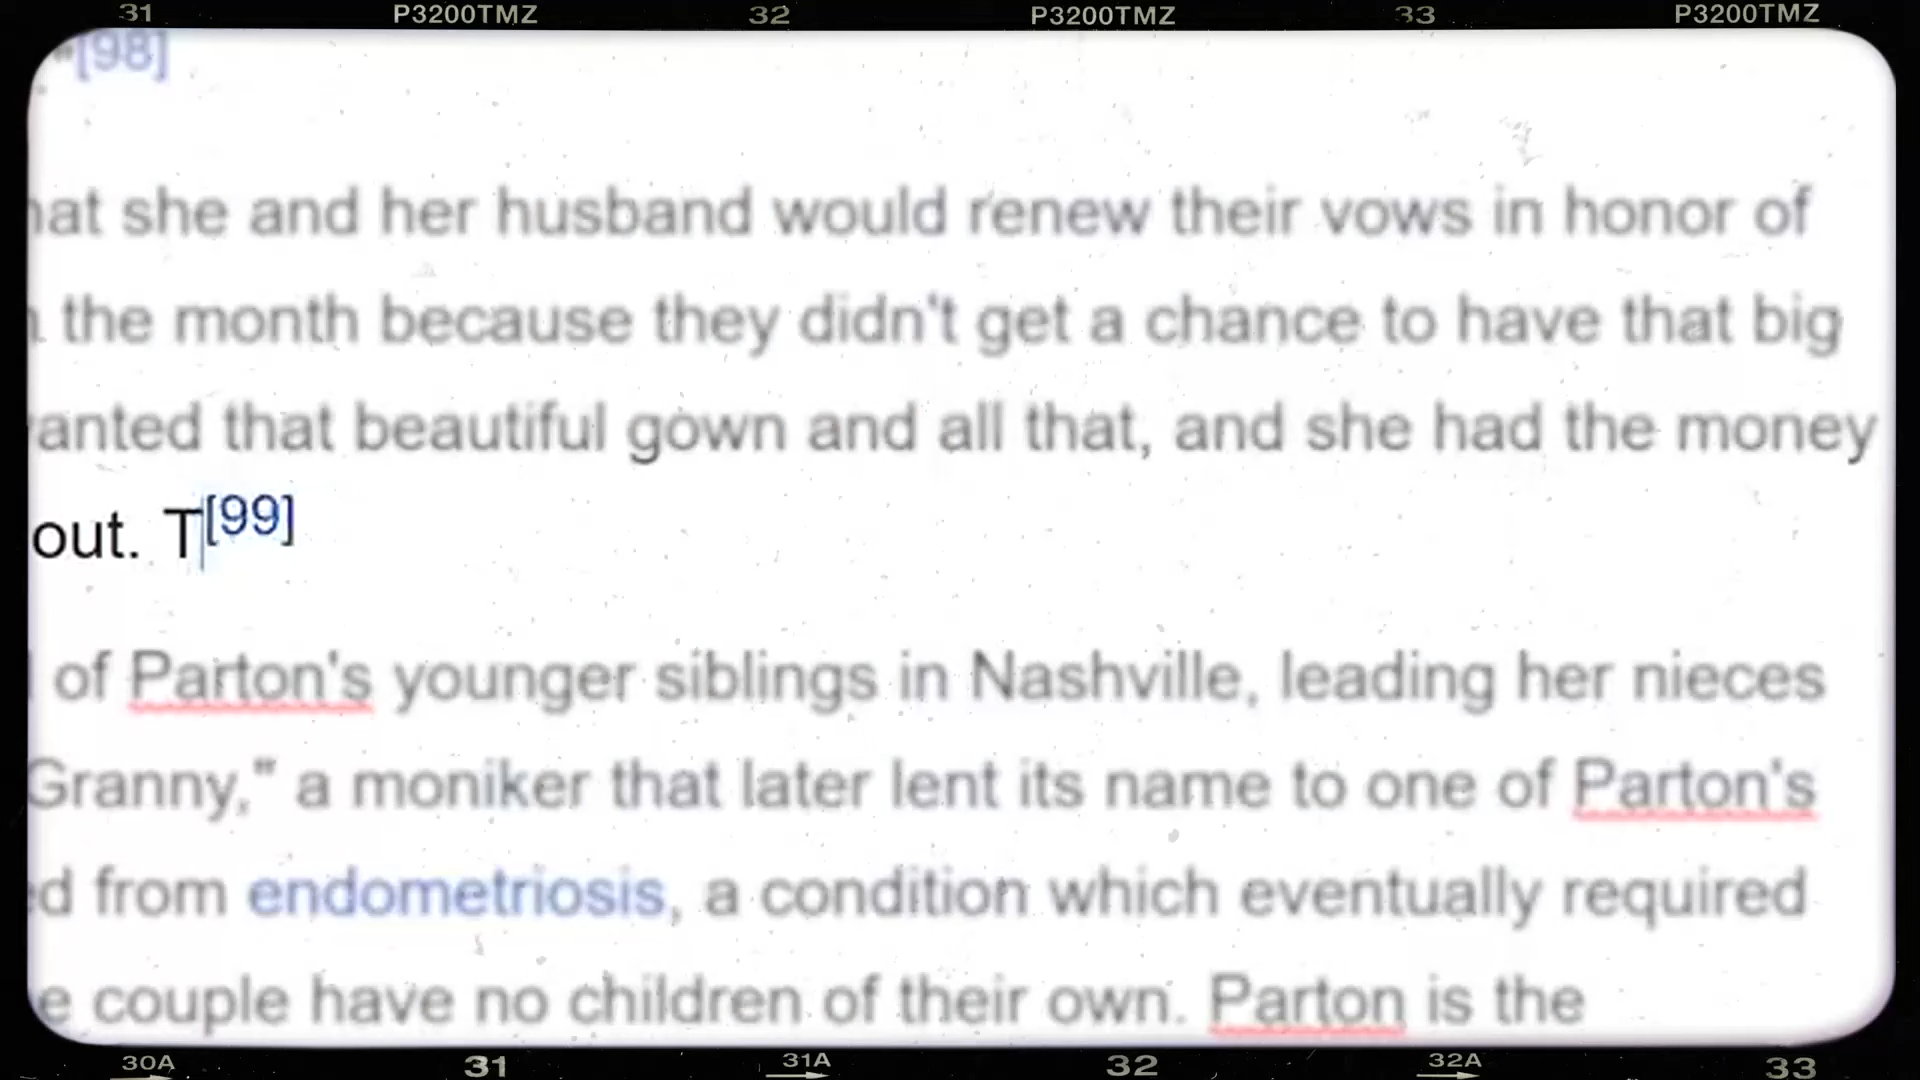 31 P3200TMZ 32 P3200TMZ 33 P3200TMZ
."[98]
hat she and her husband would renew their vows in honor of
the month because they didn't get a chance to have that big
anted that beautiful gown and all that, and she had the money
out. T[99]
of Parton's younger siblings in Nashville, leading her nieces
Granny," a moniker that later lent its name to one of Parton's
ed from endometriosis, a condition which eventually required
e couple have no children of their own. Parton is the
30A 31 31A 32 32A 33